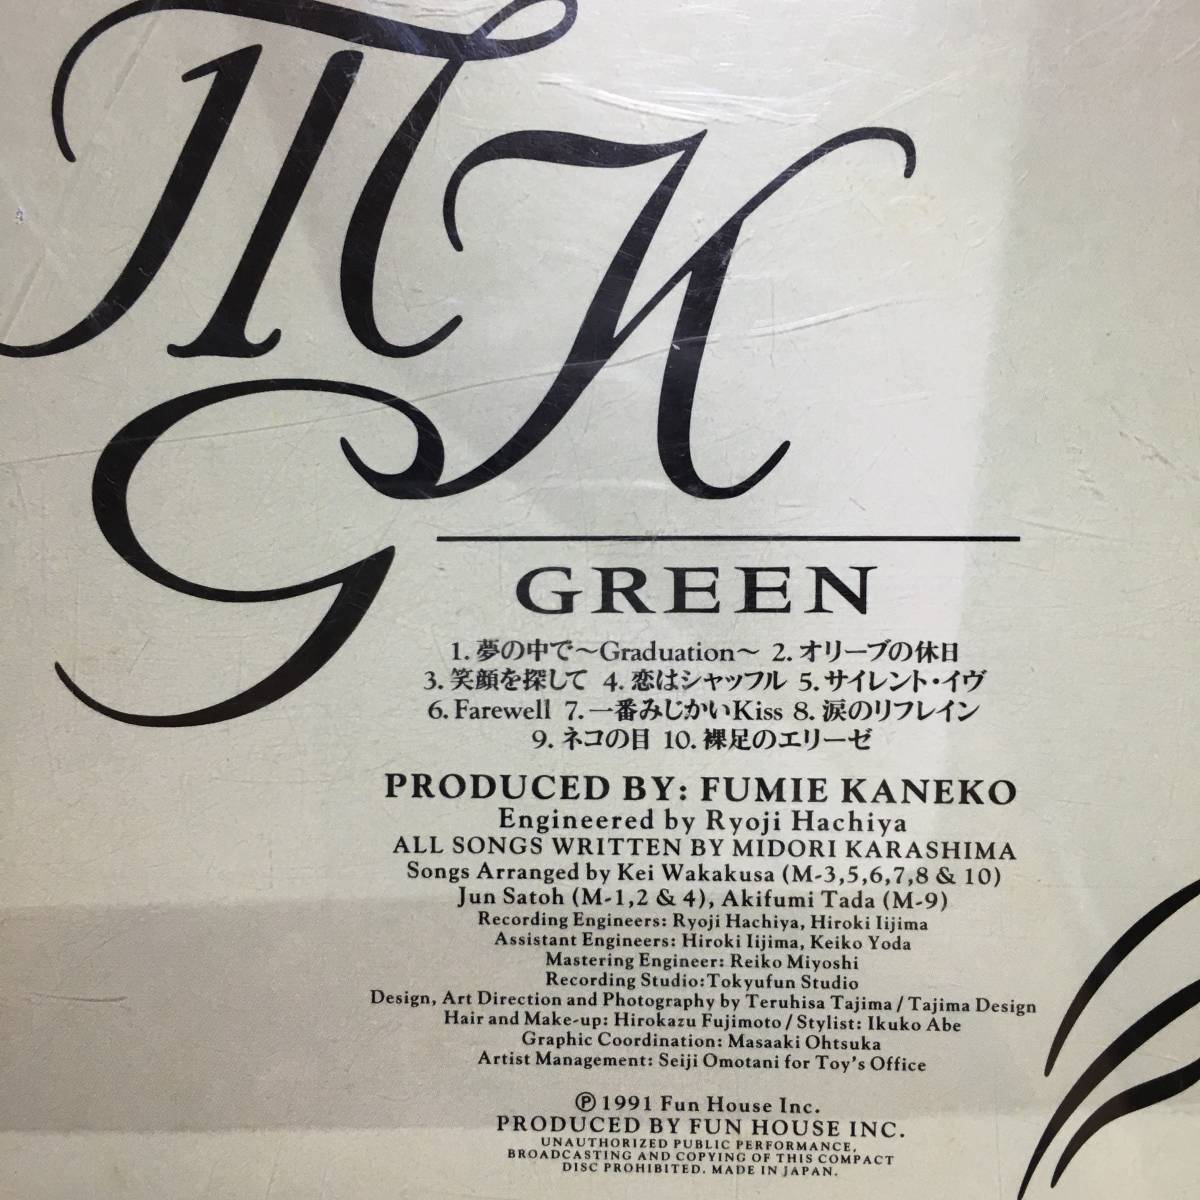 MK
G
GREEN
1. 夢の中で～Graduation～ 2. オリーブの休日
3. 笑顔を探して 4. 恋はシャッフル 5. サイレント・イヴ
6. Farewell 7. 一番みじかいKiss 8. 涙のリフレイン
9. ネコの目 10. 裸足のエリーゼ
PRODUCED BY: FUMIE KANEKO
Engineered by Ryoji Hachiya
ALL SONGS WRITTEN BY MIDORI KARASHIMA
Songs Arranged by Kei Wakakusa (M-3,5,6,7,8 & 10)
Jun Satoh (M-1,2 & 4), Akifumi Tada (M-9)
Recording Engineers: Ryoji Hachiya, Hiroki Iijima
Assistant Engineers: Hiroki Iijima, Keiko Yoda
Mastering Engineer: Reiko Miyoshi
Recording Studio: Tokyufun Studio
Design, Art Direction and Photography by Teruhisa Tajima / Tajima Design
Hair and Make-up: Hirokazu Fujimoto / Stylist: Ikuko Abe
Graphic Coordination: Masaaki Ohtsuka
Artist Management: Seiji Omotani for Toy's Office
℗ 1991 Fun House Inc.
PRODUCED BY FUN HOUSE INC.
UNAUTHORIZED PUBLIC PERFORMANCE,
BROADCASTING AND COPYING OF THIS COMPACT
DISC PROHIBITED. MADE IN JAPAN.